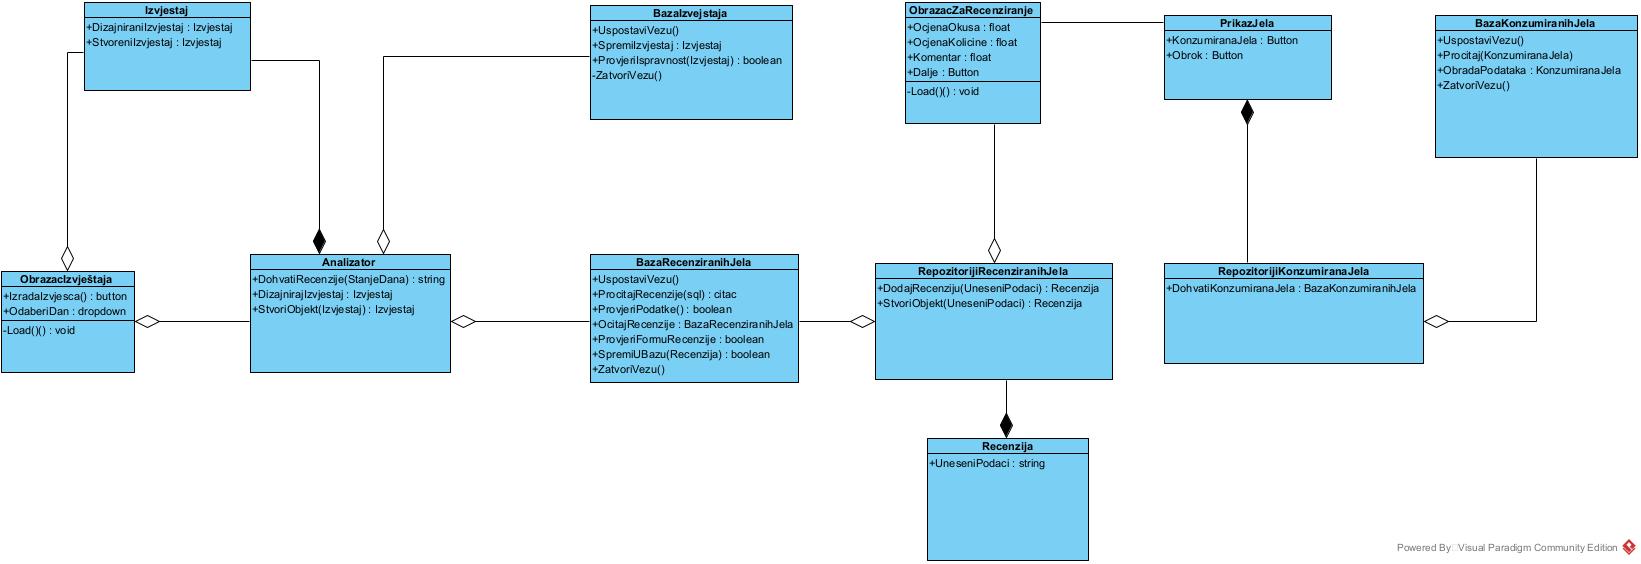 Izvjestaj
+DizajniraniIzvjestaj : Izvjestaj
+StvoreniIzvjestaj : Izvjestaj
BazaIzvejstaja
+UspostaviVezu()
+SpremiIzvjestaj : Izvjestaj
+ProvjeriIspravnost(Izvjestaj) : boolean
-ZatvoriVezu()
ObrazacZaRecenziranje
+OcjenaOkusa : float
+OcjenaKolicine : float
+Komentar : float
+Dalje : Button
-Load()() : void
PrikazJela
+KonzumiranaJela : Button
+Obrok : Button
BazaKonzumiranihJela
+UspostaviVezu()
+Procitaj(KonzumiranaJela)
+ObradaPodataka : KonzumiranaJela
+ZatvoriVezu()
ObrazacIzvještaja
+IzradaIzvjesca() : button
+OdaberiDan : dropdown
-Load()() : void
Analizator
+DohvatiRecenzije(StanjeDana) : string
+DizajnirajIzvjestaj : Izvjestaj
+StvoriObjekt(Izvjestaj) : Izvjestaj
BazaRecenziranihJela
+UspostaviVezu()
+ProcitajRecenzije(sql) : citac
+ProvjeriPodatke() : boolean
+OcitajRecenzije : BazaRecenziranihJela
+ProvjeriFormuRecenzije : boolean
+SpremiUBazu(Recenzija) : boolean
+ZatvoriVezu()
RepozitorijiRecenziranihJela
+DodajRecenziju(UneseniPodaci) : Recenzija
+StvoriObjekt(UneseniPodaci) : Recenzija
RepozitorijiKonzumiranaJela
+DohvatiKonzumiranaJela : BazaKonzumiranihJela
Recenzija
+UneseniPodaci : string
Powered By Visual Paradigm Community Edition